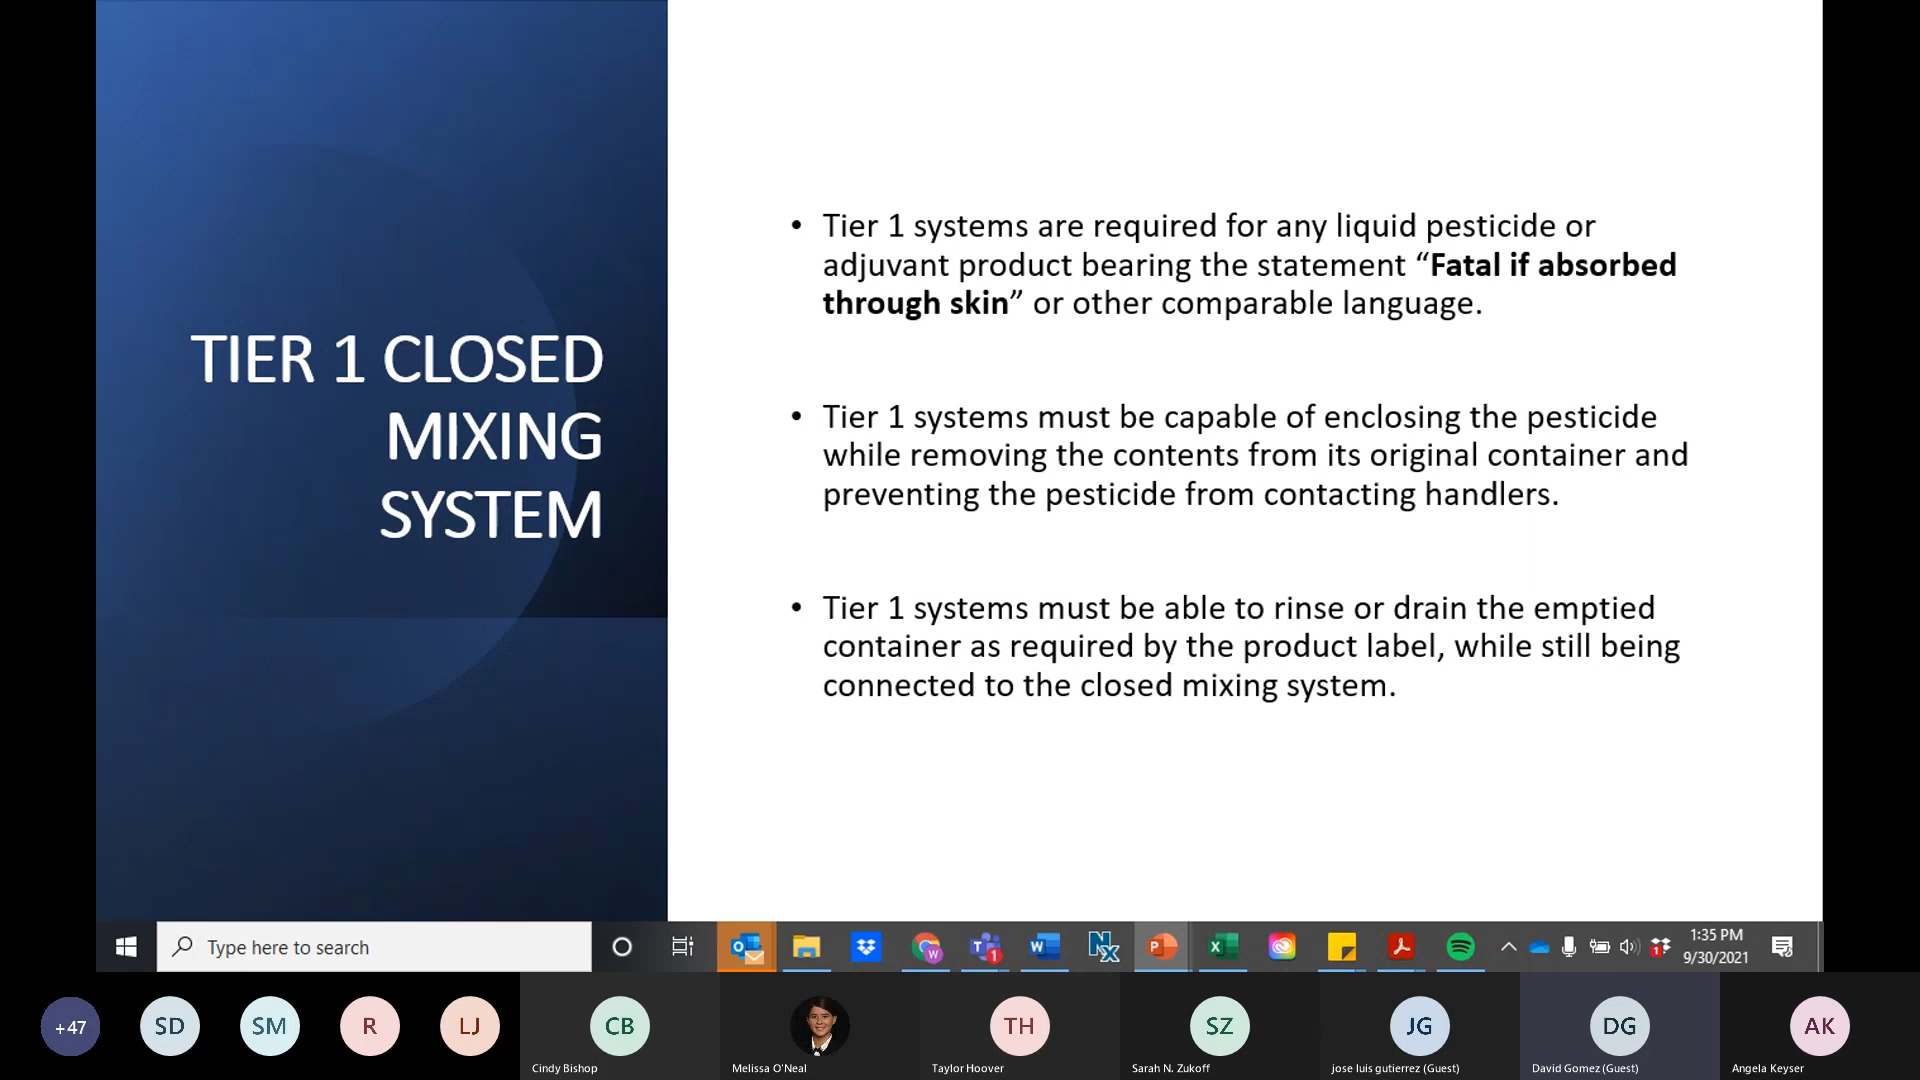 TIER 1 CLOSED
MIXING
SYSTEM
• Tier 1 systems are required for any liquid pesticide or
adjuvant product bearing the statement “Fatal if absorbed
through skin” or other comparable language.
• Tier 1 systems must be capable of enclosing the pesticide
while removing the contents from its original container and
preventing the pesticide from contacting handlers.
• Tier 1 systems must be able to rinse or drain the emptied
container as required by the product label, while still being
connected to the closed mixing system.
Type here to search
1:35 PM
9/30/2021
+47
SD
SM
R
LJ
CB
TH
SZ
JG
DG
AK
Cindy Bishop
Melissa O'Neal
Taylor Hoover
Sarah N. Zukoff
jose luis gutierrez (Guest)
David Gomez (Guest)
Angela Keyser